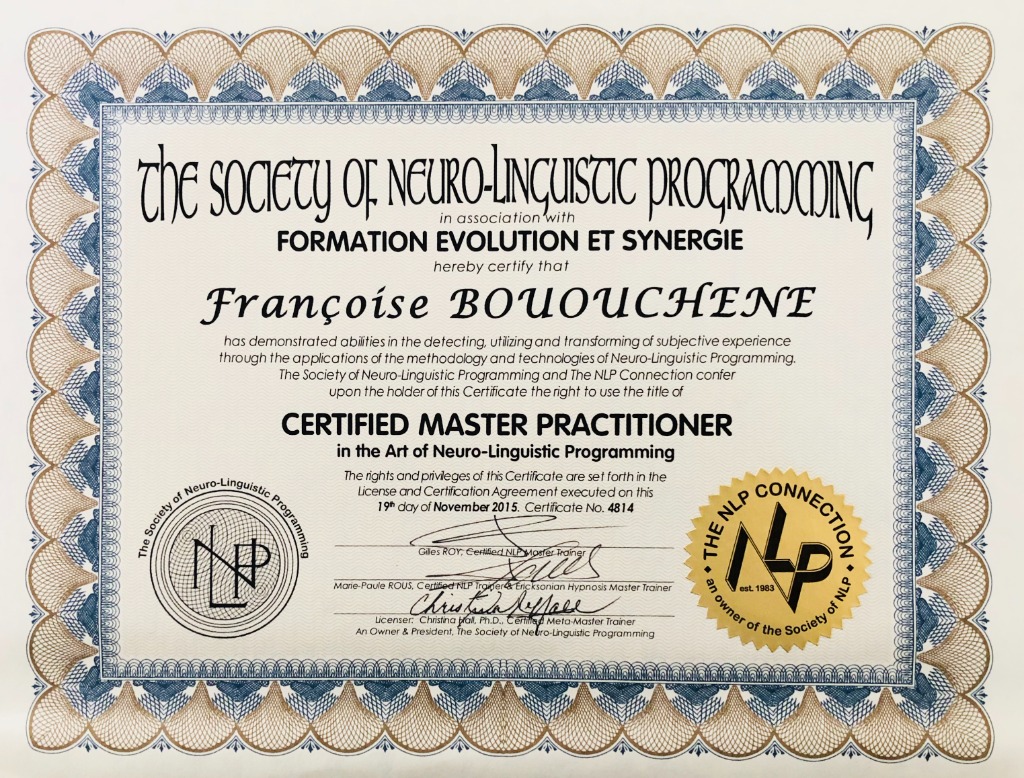 The Society of Neuro-Linguistic Programming
in association with
FORMATION EVOLUTION ET SYNERGIE
hereby certify that
Françoise BOUOUCHENE
has demonstrated abilities in the detecting, utilizing and transforming of subjective experience
through the applications of the methodology and technologies of Neuro-Linguistic Programming.
The Society of Neuro-Linguistic Programming and The NLP Connection confer
upon the holder of this Certificate the right to use the title of
CERTIFIED MASTER PRACTITIONER
in the Art of Neuro-Linguistic Programming
The rights and privileges of this Certificate are set forth in the
License and Certification Agreement executed on this
19th day of November 2015. Certificate No. 4814
Gilles ROY, Certified NLP Master Trainer
Marie-Paule ROUS, Certified NLP Trainer & Ericksonian Hypnosis Master Trainer
Licenser: Christina Hall, Ph.D., Certified Meta-Master Trainer
An Owner & President, The Society of Neuro-Linguistic Programming
The Society of Neuro-Linguistic Programming
NLP
THE NLP CONNECTION
NLP
est. 1983
an owner of the Society of NLP